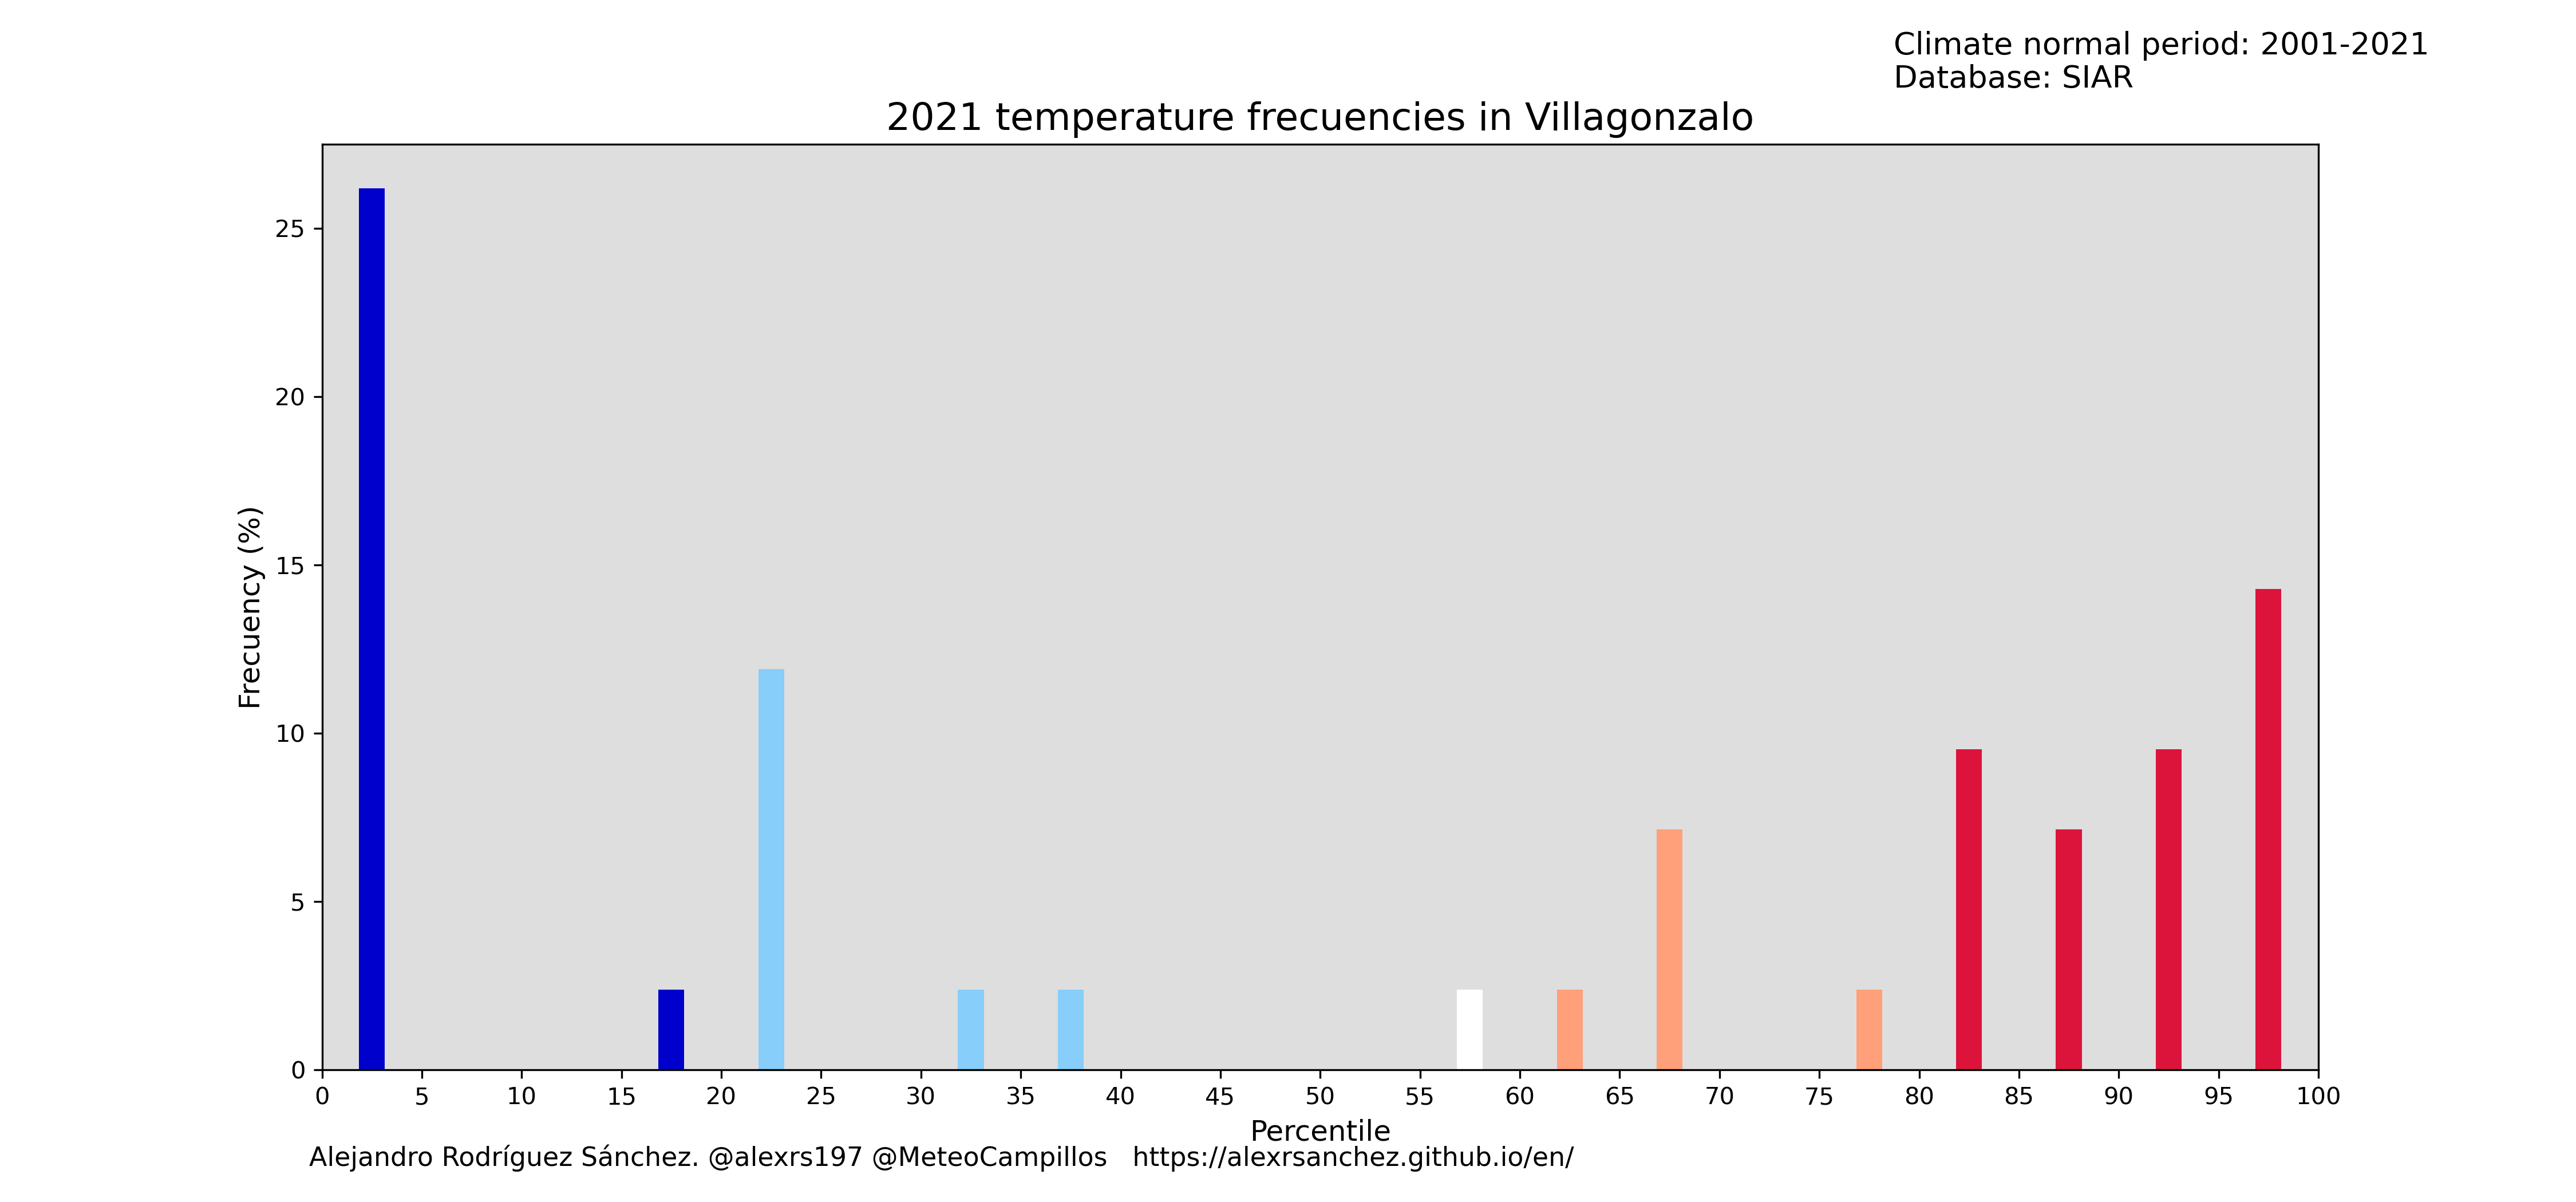 Climate normal period: 2001-2021
Database: SIAR
2021 temperature frecuencies in Villagonzalo
Frecuency (%)
25
20
15
10
5
0
0 5 10 15 20 25 30 35 40 45 50 55 60 65 70 75 80 85 90 95 100
Percentile
Alejandro Rodríguez Sánchez. @alexrs197 @MeteoCampillos https://alexrsanchez.github.io/en/